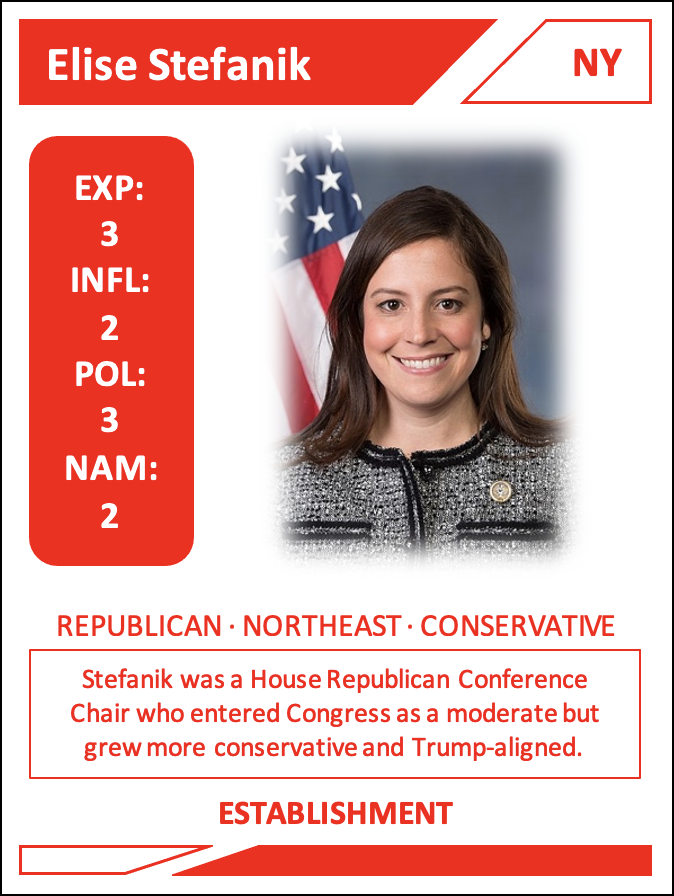 Elise Stefanik
NY
EXP:
3
INFL:
2
POL:
3
NAM:
2
REPUBLICAN · NORTHEAST · CONSERVATIVE
Stefanik was a House Republican Conference
Chair who entered Congress as a moderate but
grew more conservative and Trump-aligned.
ESTABLISHMENT